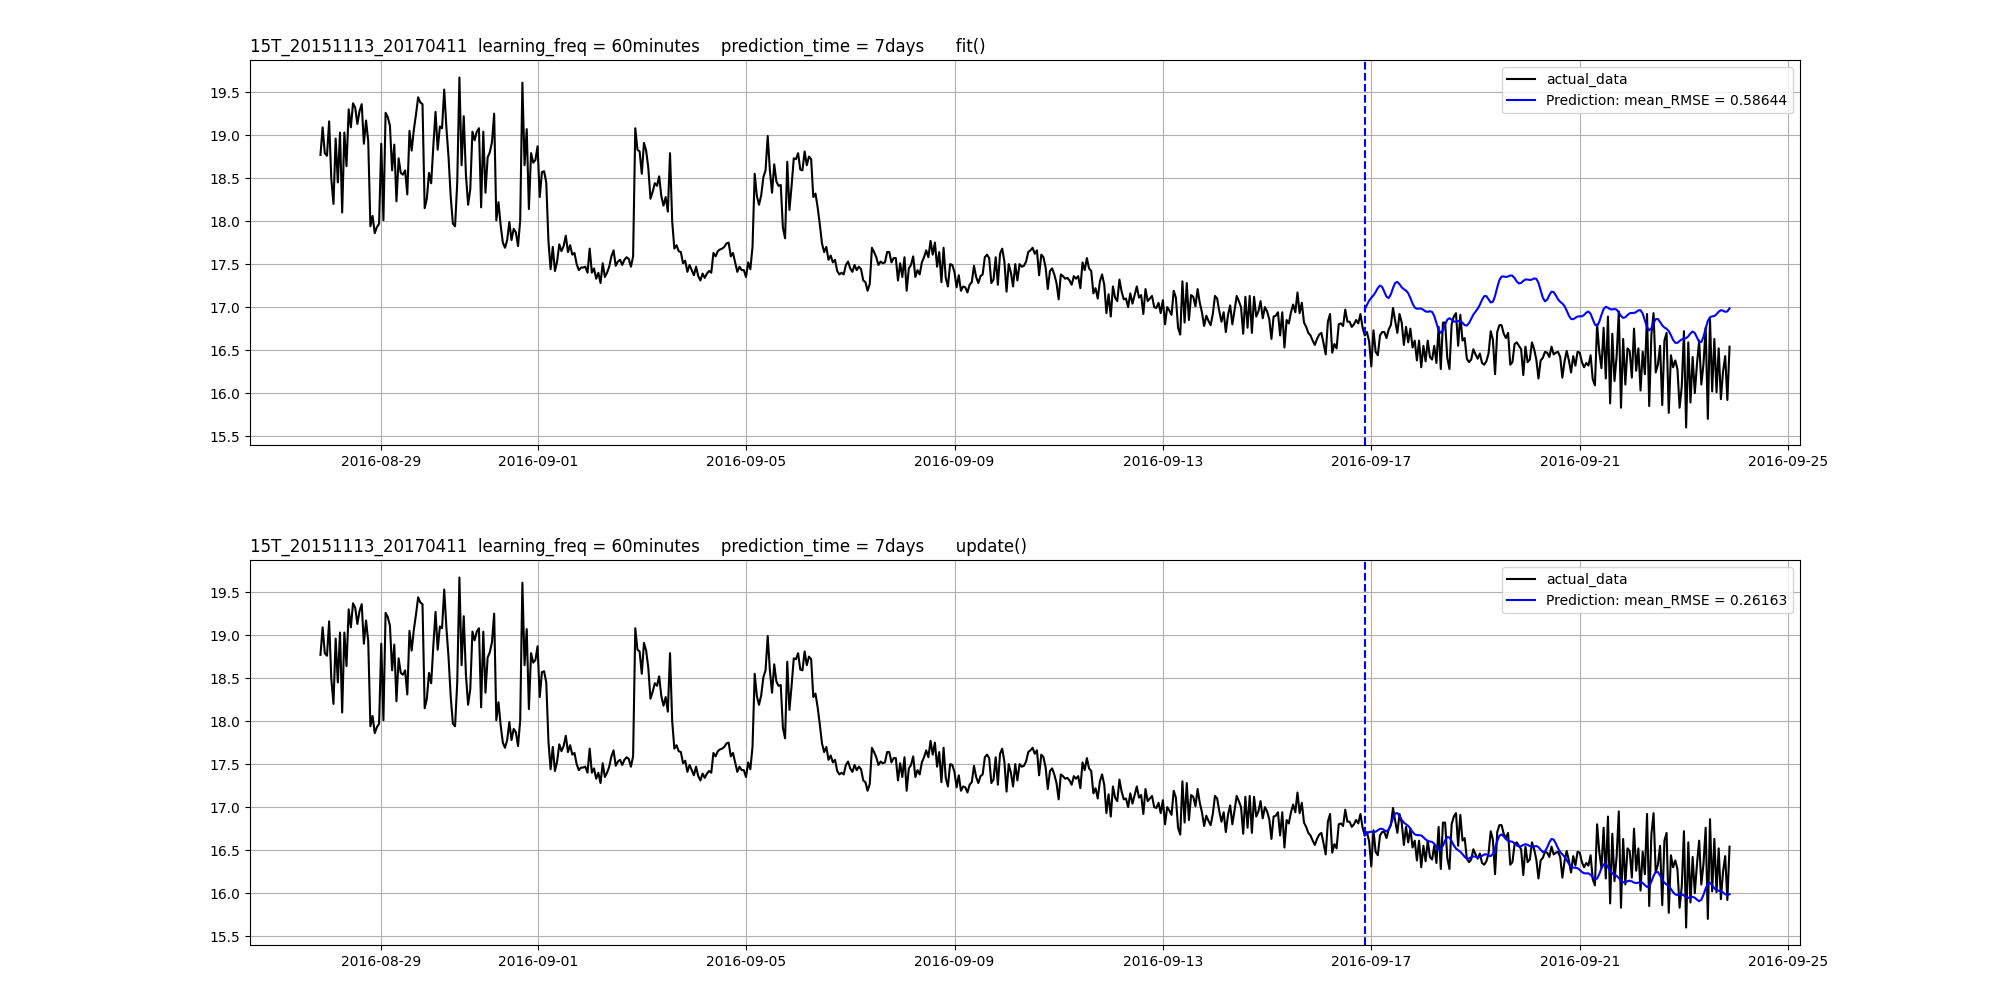 15T_20151113_20170411  learning_freq = 60minutes    prediction_time = 7days      fit()
actual_data
Prediction: mean_RMSE = 0.58644
19.5
19.0
18.5
18.0
17.5
17.0
16.5
16.0
15.5
2016-08-29 2016-09-01 2016-09-05 2016-09-09 2016-09-13 2016-09-17 2016-09-21 2016-09-25
15T_20151113_20170411  learning_freq = 60minutes    prediction_time = 7days      update()
actual_data
Prediction: mean_RMSE = 0.26163
19.5
19.0
18.5
18.0
17.5
17.0
16.5
16.0
15.5
2016-08-29 2016-09-01 2016-09-05 2016-09-09 2016-09-13 2016-09-17 2016-09-21 2016-09-25